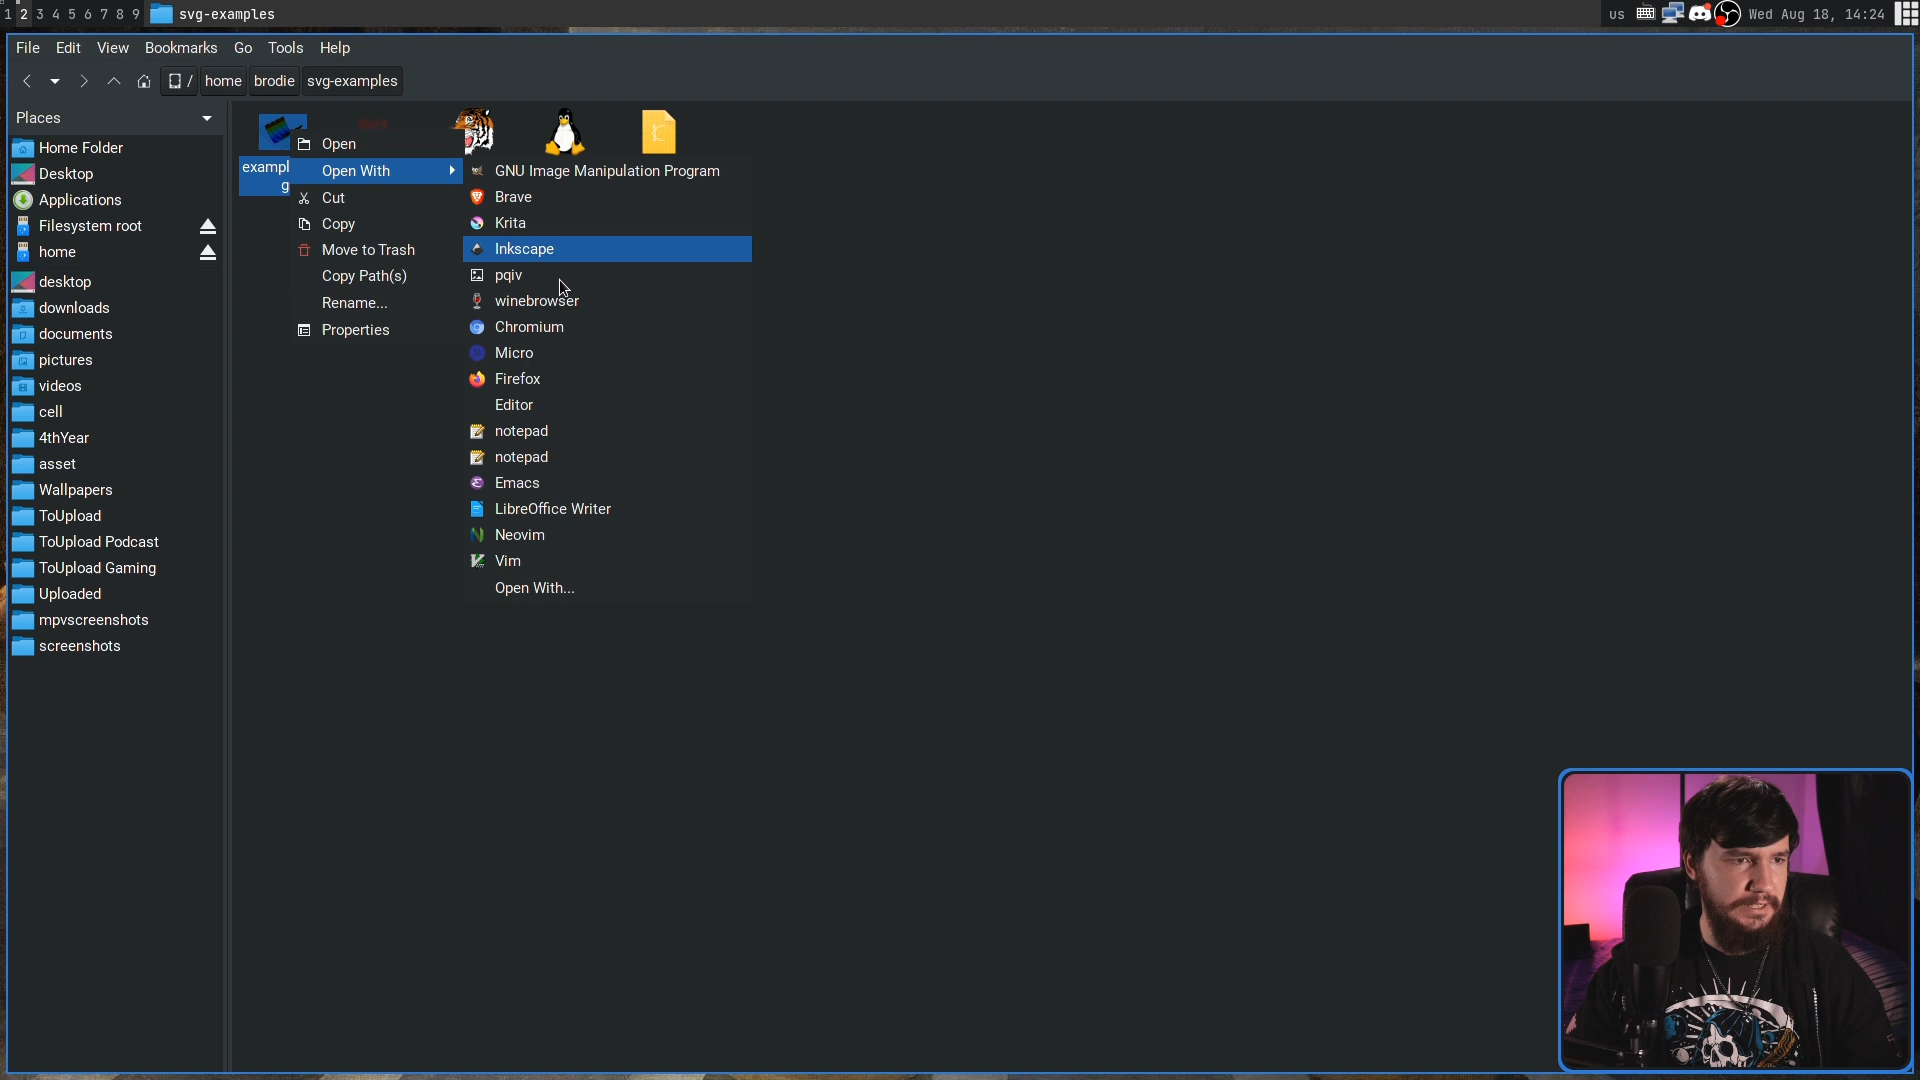 1 2 3 4 5 6 7 8 9 svg-examples
us Wed Aug 18, 14:24
File Edit View Bookmarks Go Tools Help
/ home brodie svg-examples
Places
Home Folder
Desktop
Applications
Filesystem root
home
desktop
downloads
documents
pictures
videos
cell
4thYear
asset
Wallpapers
ToUpload
ToUpload Podcast
ToUpload Gaming
Uploaded
mpvscreenshots
screenshots
exampl
g
Open
Open With
Cut
Copy
Move to Trash
Copy Path(s)
Rename...
Properties
GNU Image Manipulation Program
Brave
Krita
Inkscape
pqiv
winebrowser
Chromium
Micro
Firefox
Editor
notepad
notepad
Emacs
LibreOffice Writer
Neovim
Vim
Open With...